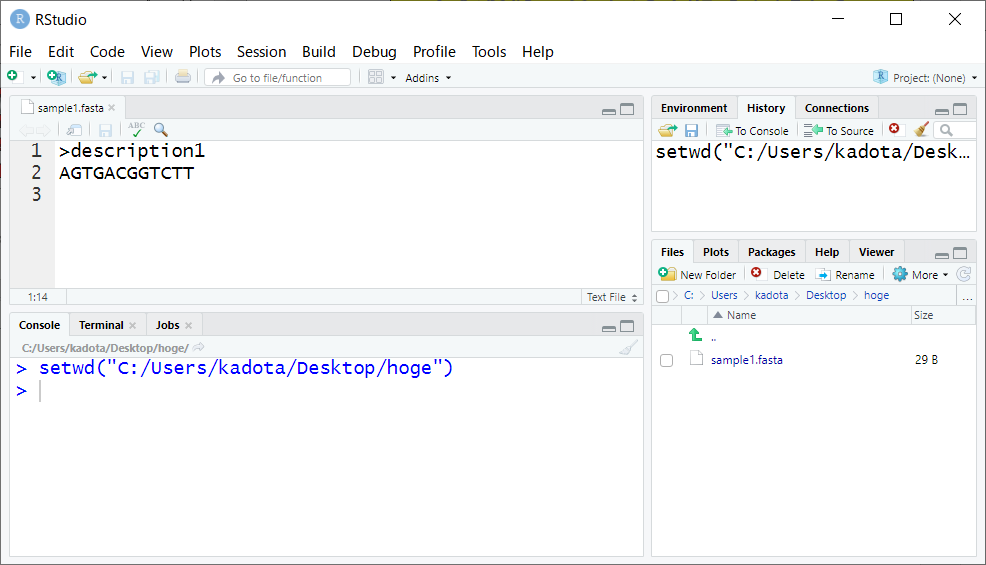 RStudio
File Edit Code View Plots Session Build Debug Profile Tools Help
Go to file/function Addins Project: (None)
sample1.fasta
ABC
1 >description1
2 AGTGACGGTCTT
3
1:14 Text File
Console Terminal Jobs
C:/Users/kadota/Desktop/hoge/
> setwd("C:/Users/kadota/Desktop/hoge")
>
Environment History Connections
To Console To Source
setwd("C:/Users/kadota/Desk…
Files Plots Packages Help Viewer
New Folder Delete Rename More
C: Users kadota Desktop hoge ...
Name Size
..
sample1.fasta 29 B